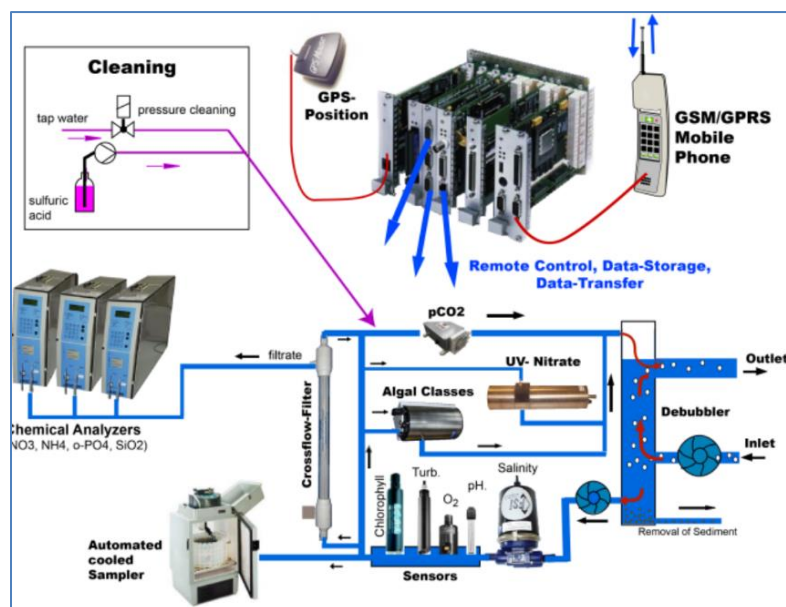 Cleaning
tap water
pressure cleaning
sulfuric
acid
GPS-
Position
GSM/GPRS
Mobile
Phone
Remote Control, Data-Storage,
Data-Transfer
pCO2
filtrate
UV- Nitrate
Algal Classes
Crossflow-Filter
Outlet
Debubbler
Inlet
Chemical Analyzers
NO3, NH4, o-PO4, SiO2)
Chlorophyll
Turb.
O2
pH.
Salinity
Removal of Sediment
Automated
cooled
Sampler
Sensors